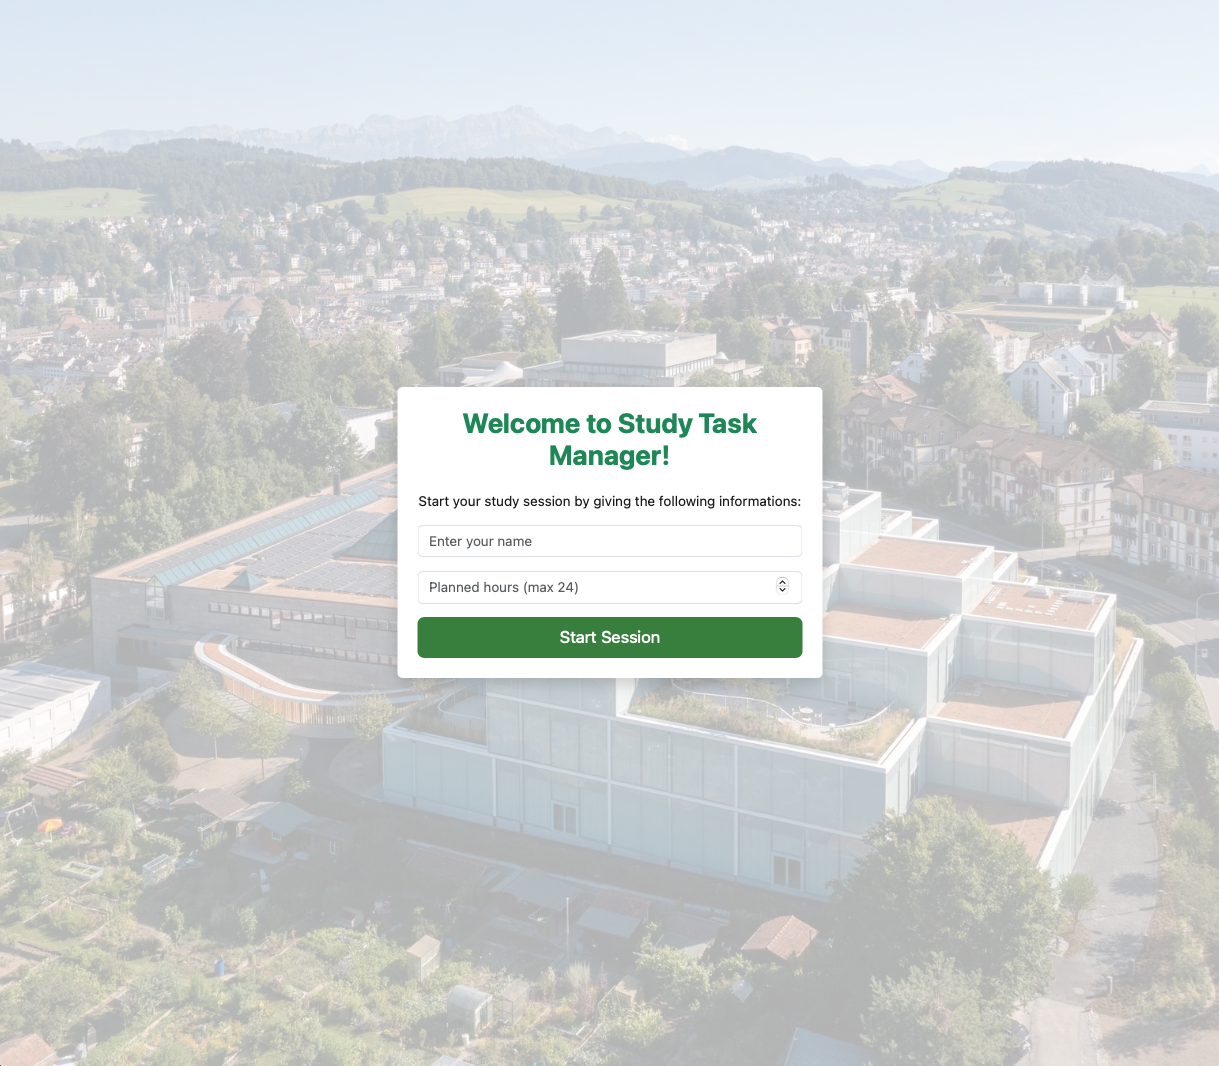 Welcome to Study Task
Manager!
Start your study session by giving the following informations:
Enter your name
Planned hours (max 24)
Start Session